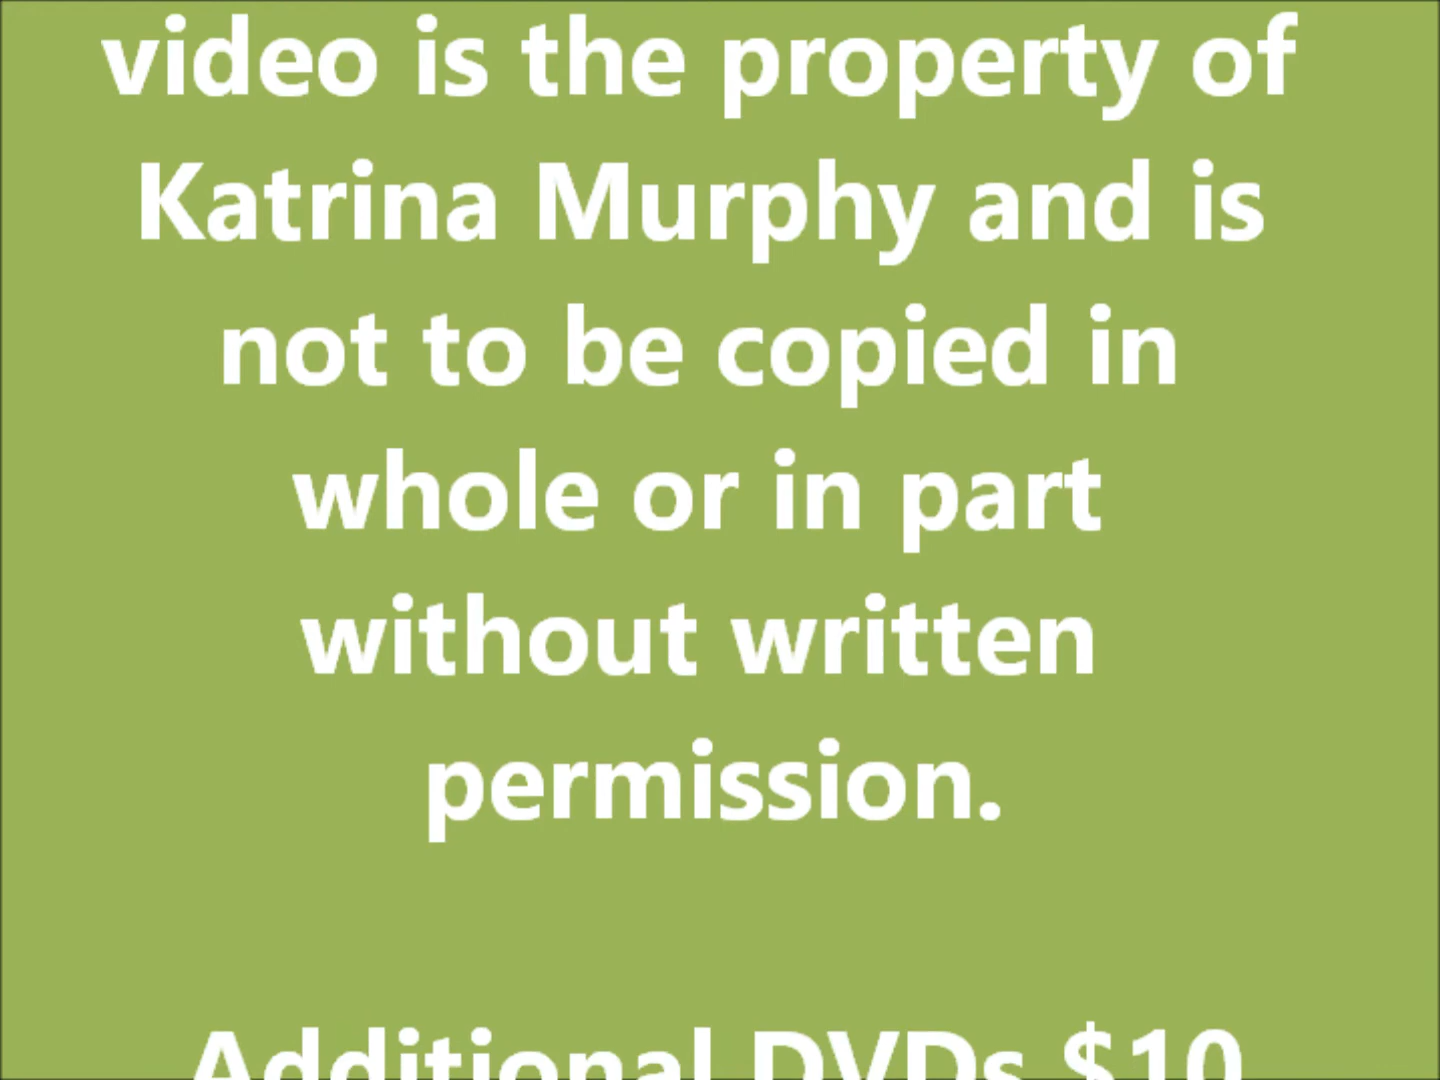 video is the property of
Katrina Murphy and is
not to be copied in
whole or in part
without written
permission.
Additional DVDs $10